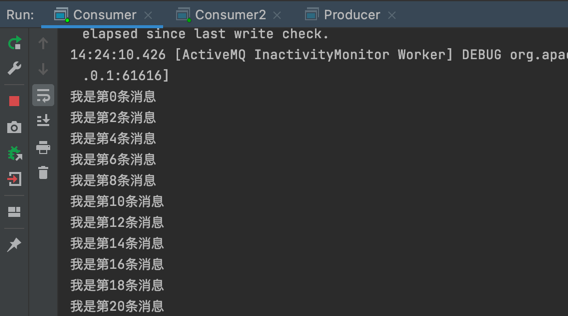 Run: Consumer Consumer2 Producer
elapsed since last write check.
14:24:10.426 [ActiveMQ InactivityMonitor Worker] DEBUG org.apac
.0.1:61616]
我是第0条消息
我是第2条消息
我是第4条消息
我是第6条消息
我是第8条消息
我是第10条消息
我是第12条消息
我是第14条消息
我是第16条消息
我是第18条消息
我是第20条消息